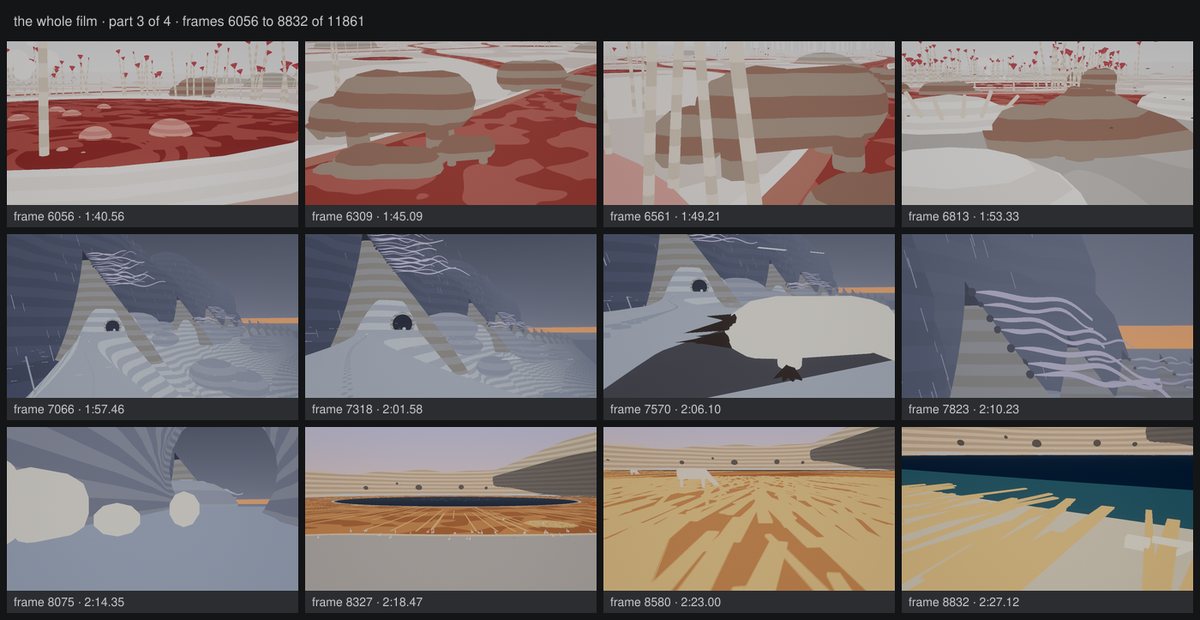 the whole film · part 3 of 4 · frames 6056 to 8832 of 11861
frame 6056 · 1:40.56
frame 6309 · 1:45.09
frame 6561 · 1:49.21
frame 6813 · 1:53.33
frame 7066 · 1:57.46
frame 7318 · 2:01.58
frame 7570 · 2:06.10
frame 7823 · 2:10.23
frame 8075 · 2:14.35
frame 8327 · 2:18.47
frame 8580 · 2:23.00
frame 8832 · 2:27.12